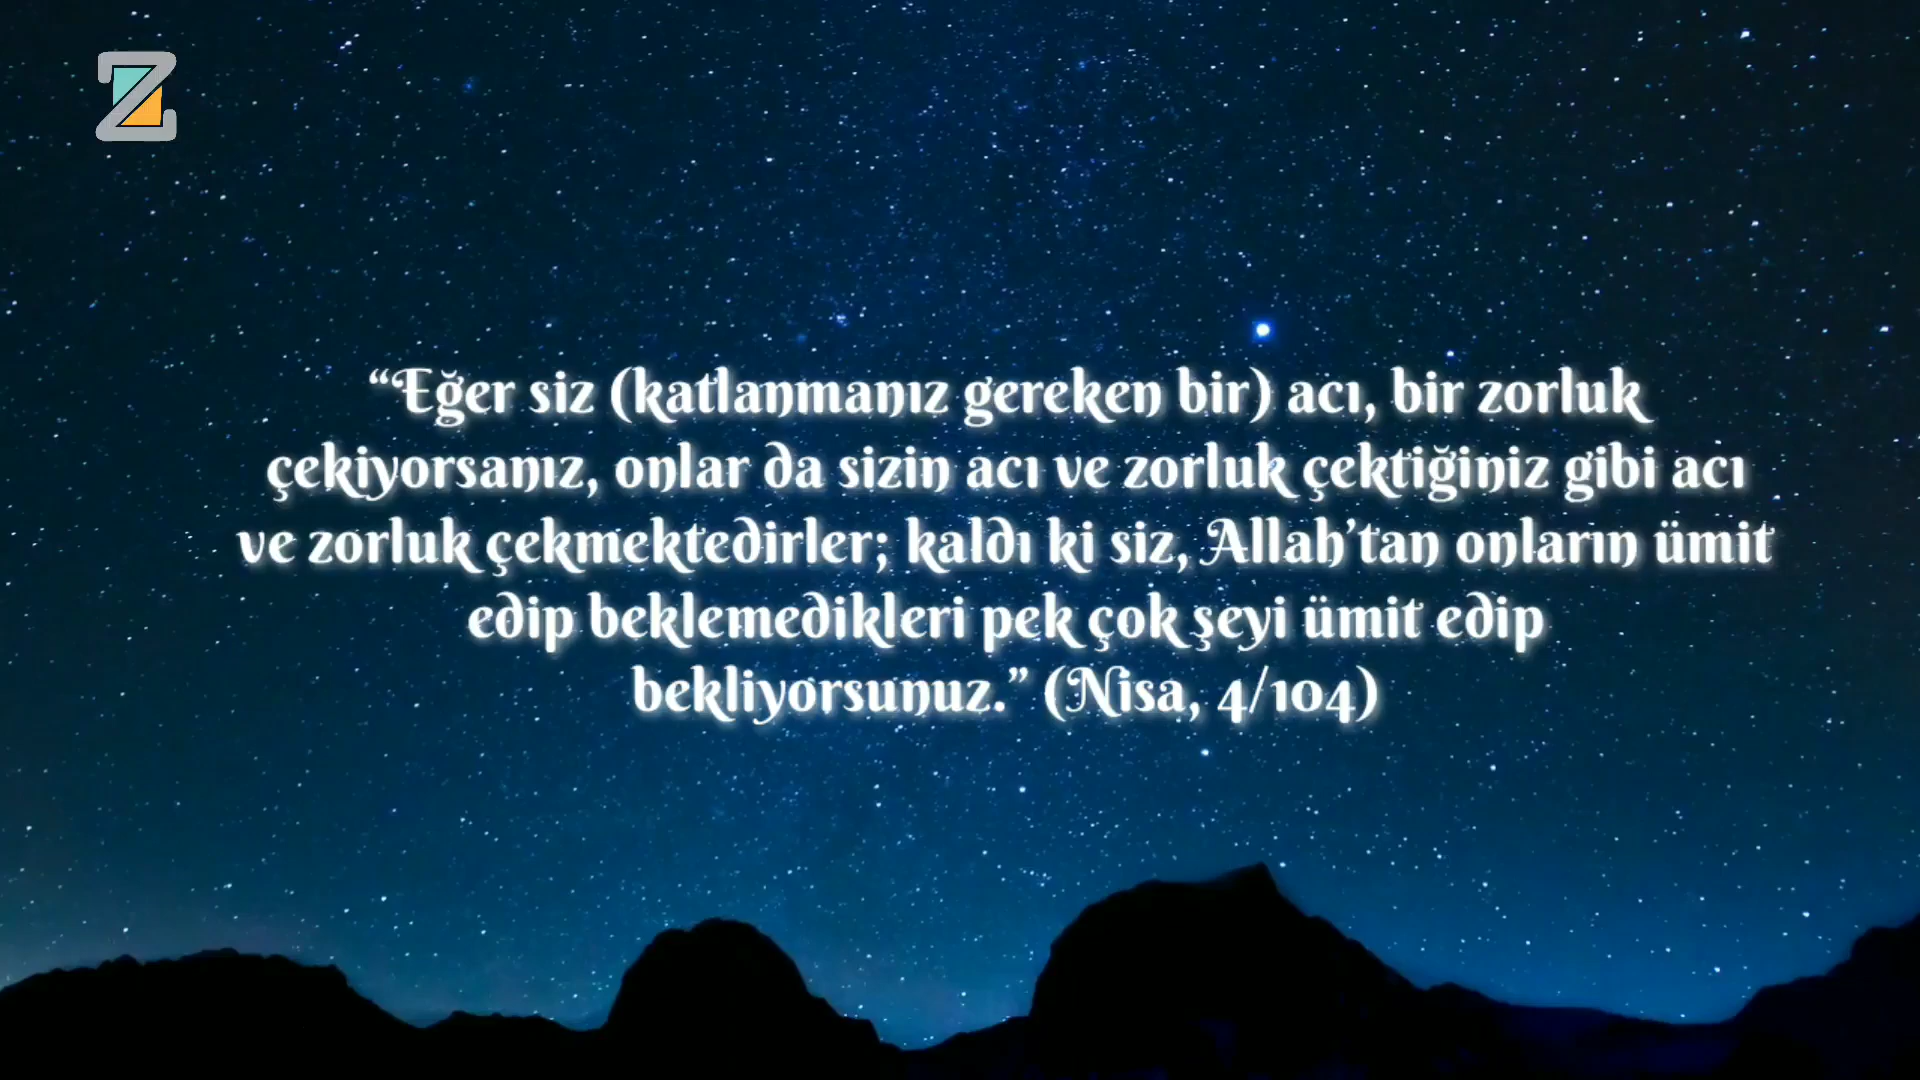 Z
“Eğer siz (katlanmanız gereken bir) acı, bir zorluk
çekiyorsanız, onlar da sizin acı ve zorluk çektiğiniz gibi acı
ve zorluk çekmektedirler; kaldı ki siz, Allah’tan onların ümit
edip beklemedikleri pek çok şeyi ümit edip
bekliyorsunuz.” (Nisa, 4/104)